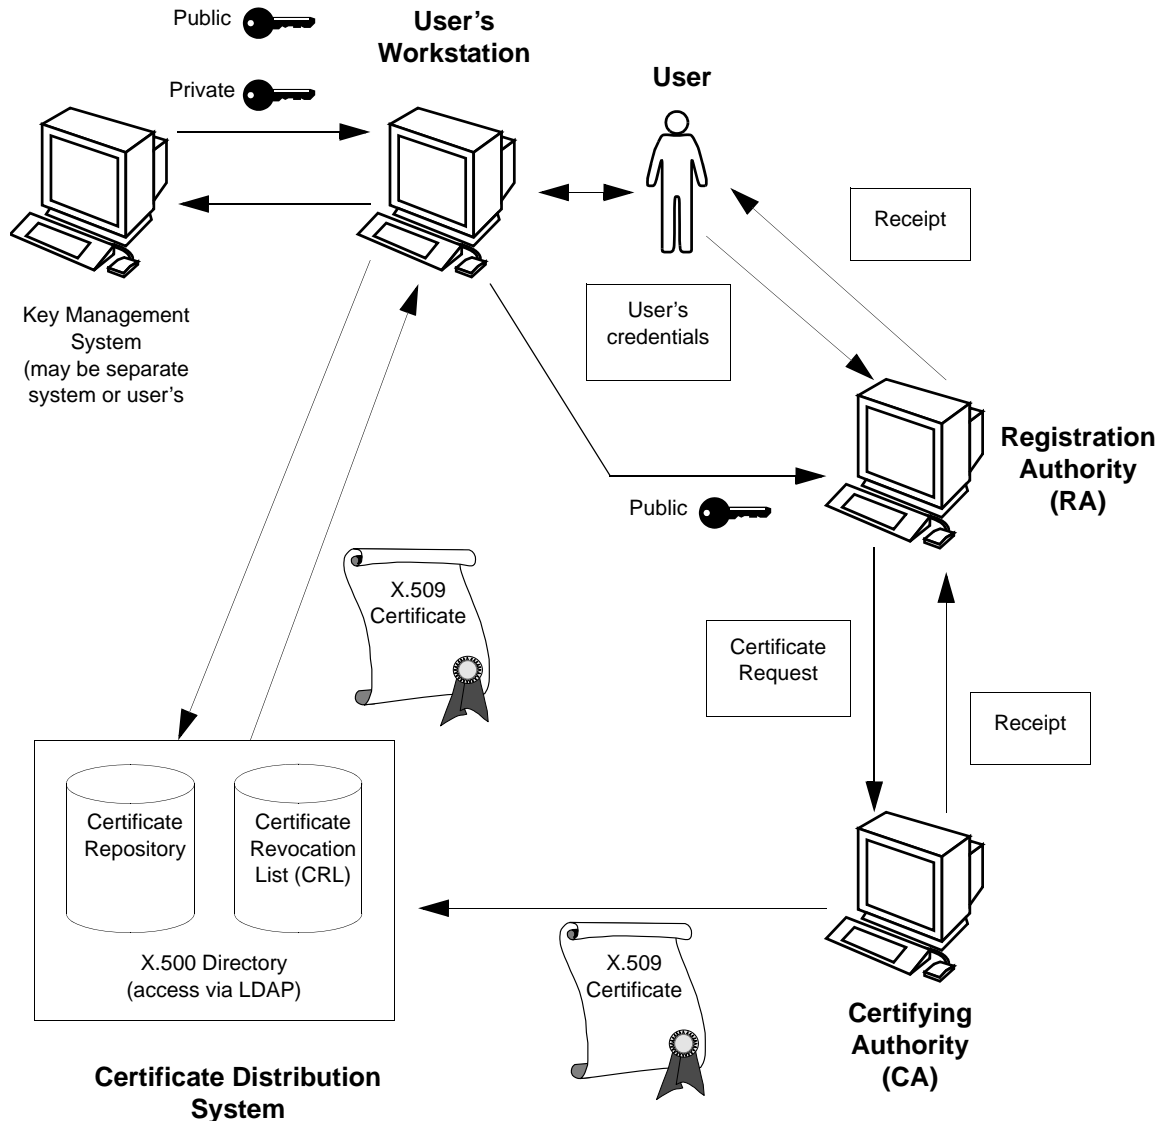 Public
User's
Workstation
Private
User
Receipt
User's
credentials
Key Management
System
(may be separate
system or user's
Registration
Authority
(RA)
Public
X.509
Certificate
Certificate
Request
Receipt
Certificate
Repository
Certificate
Revocation
List (CRL)
X.500 Directory
(access via LDAP)
X.509
Certificate
Certifying
Authority
(CA)
Certificate Distribution
System